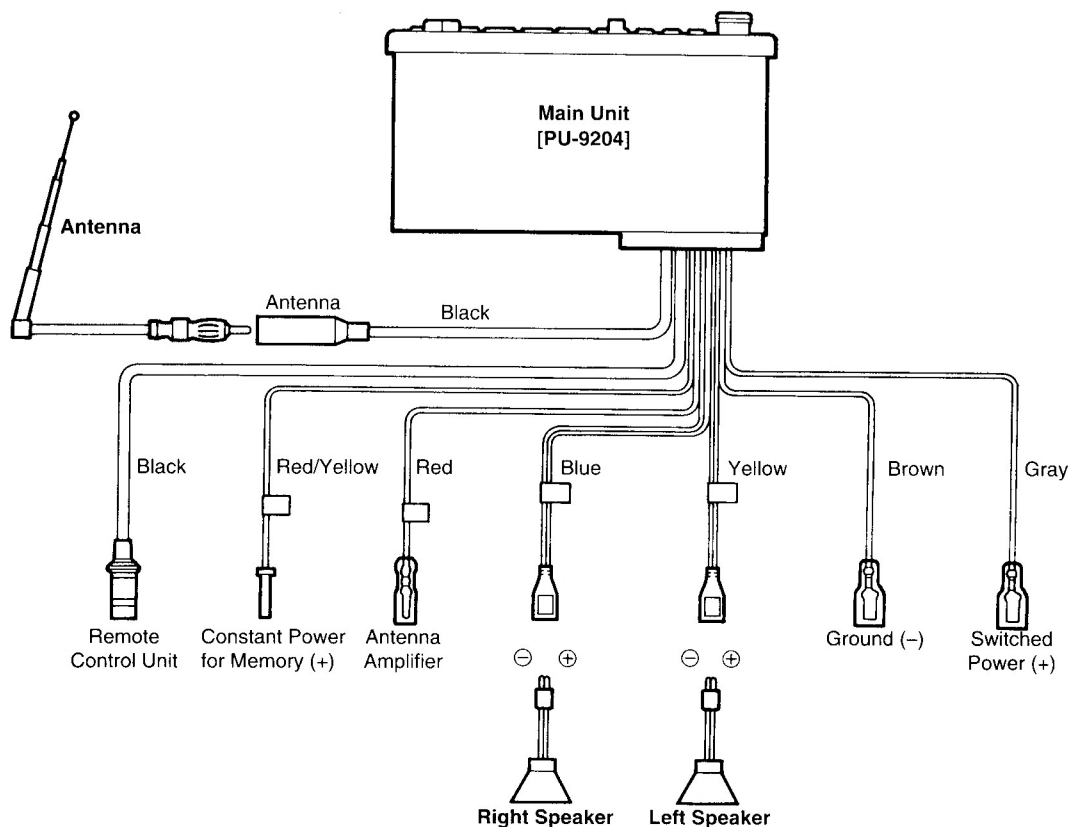 Main Unit
[PU-9204]
Antenna
Antenna
Black
Black
Red/Yellow
Red
Blue
Yellow
Brown
Gray
Remote
Control Unit
Constant Power
for Memory (+)
Antenna
Amplifier
Ground (–)
Switched
Power (+)
⊖ ⊕
⊖ ⊕
Right Speaker
Left Speaker